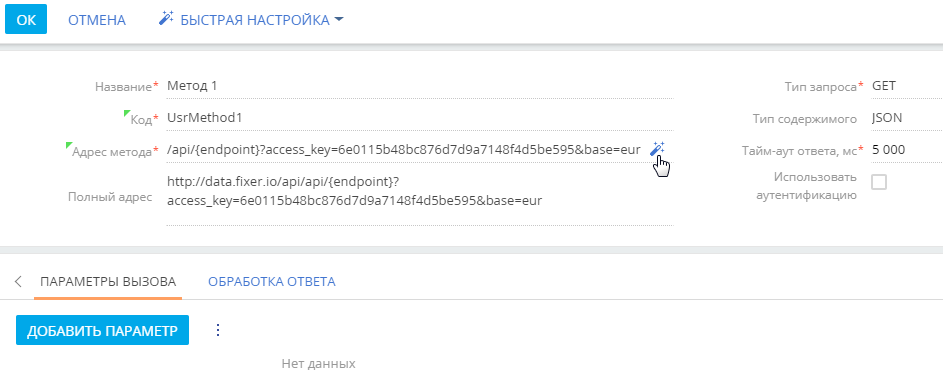 ОК ОТМЕНА БЫСТРАЯ НАСТРОЙКА
Название* Метод 1 Тип запроса* GET
Код* UsrMethod1 Тип содержимого JSON
Адрес метода* /api/{endpoint}?access_key=6e0115b48bc876d7d9a7148f4d5be595&base=eur Тайм-аут ответа, мс* 5 000
Полный адрес http://data.fixer.io/api/api/{endpoint}?
access_key=6e0115b48bc876d7d9a7148f4d5be595&base=eur
Использовать
аутентификацию
ПАРАМЕТРЫ ВЫЗОВА ОБРАБОТКА ОТВЕТА
ДОБАВИТЬ ПАРАМЕТР
Нет данных